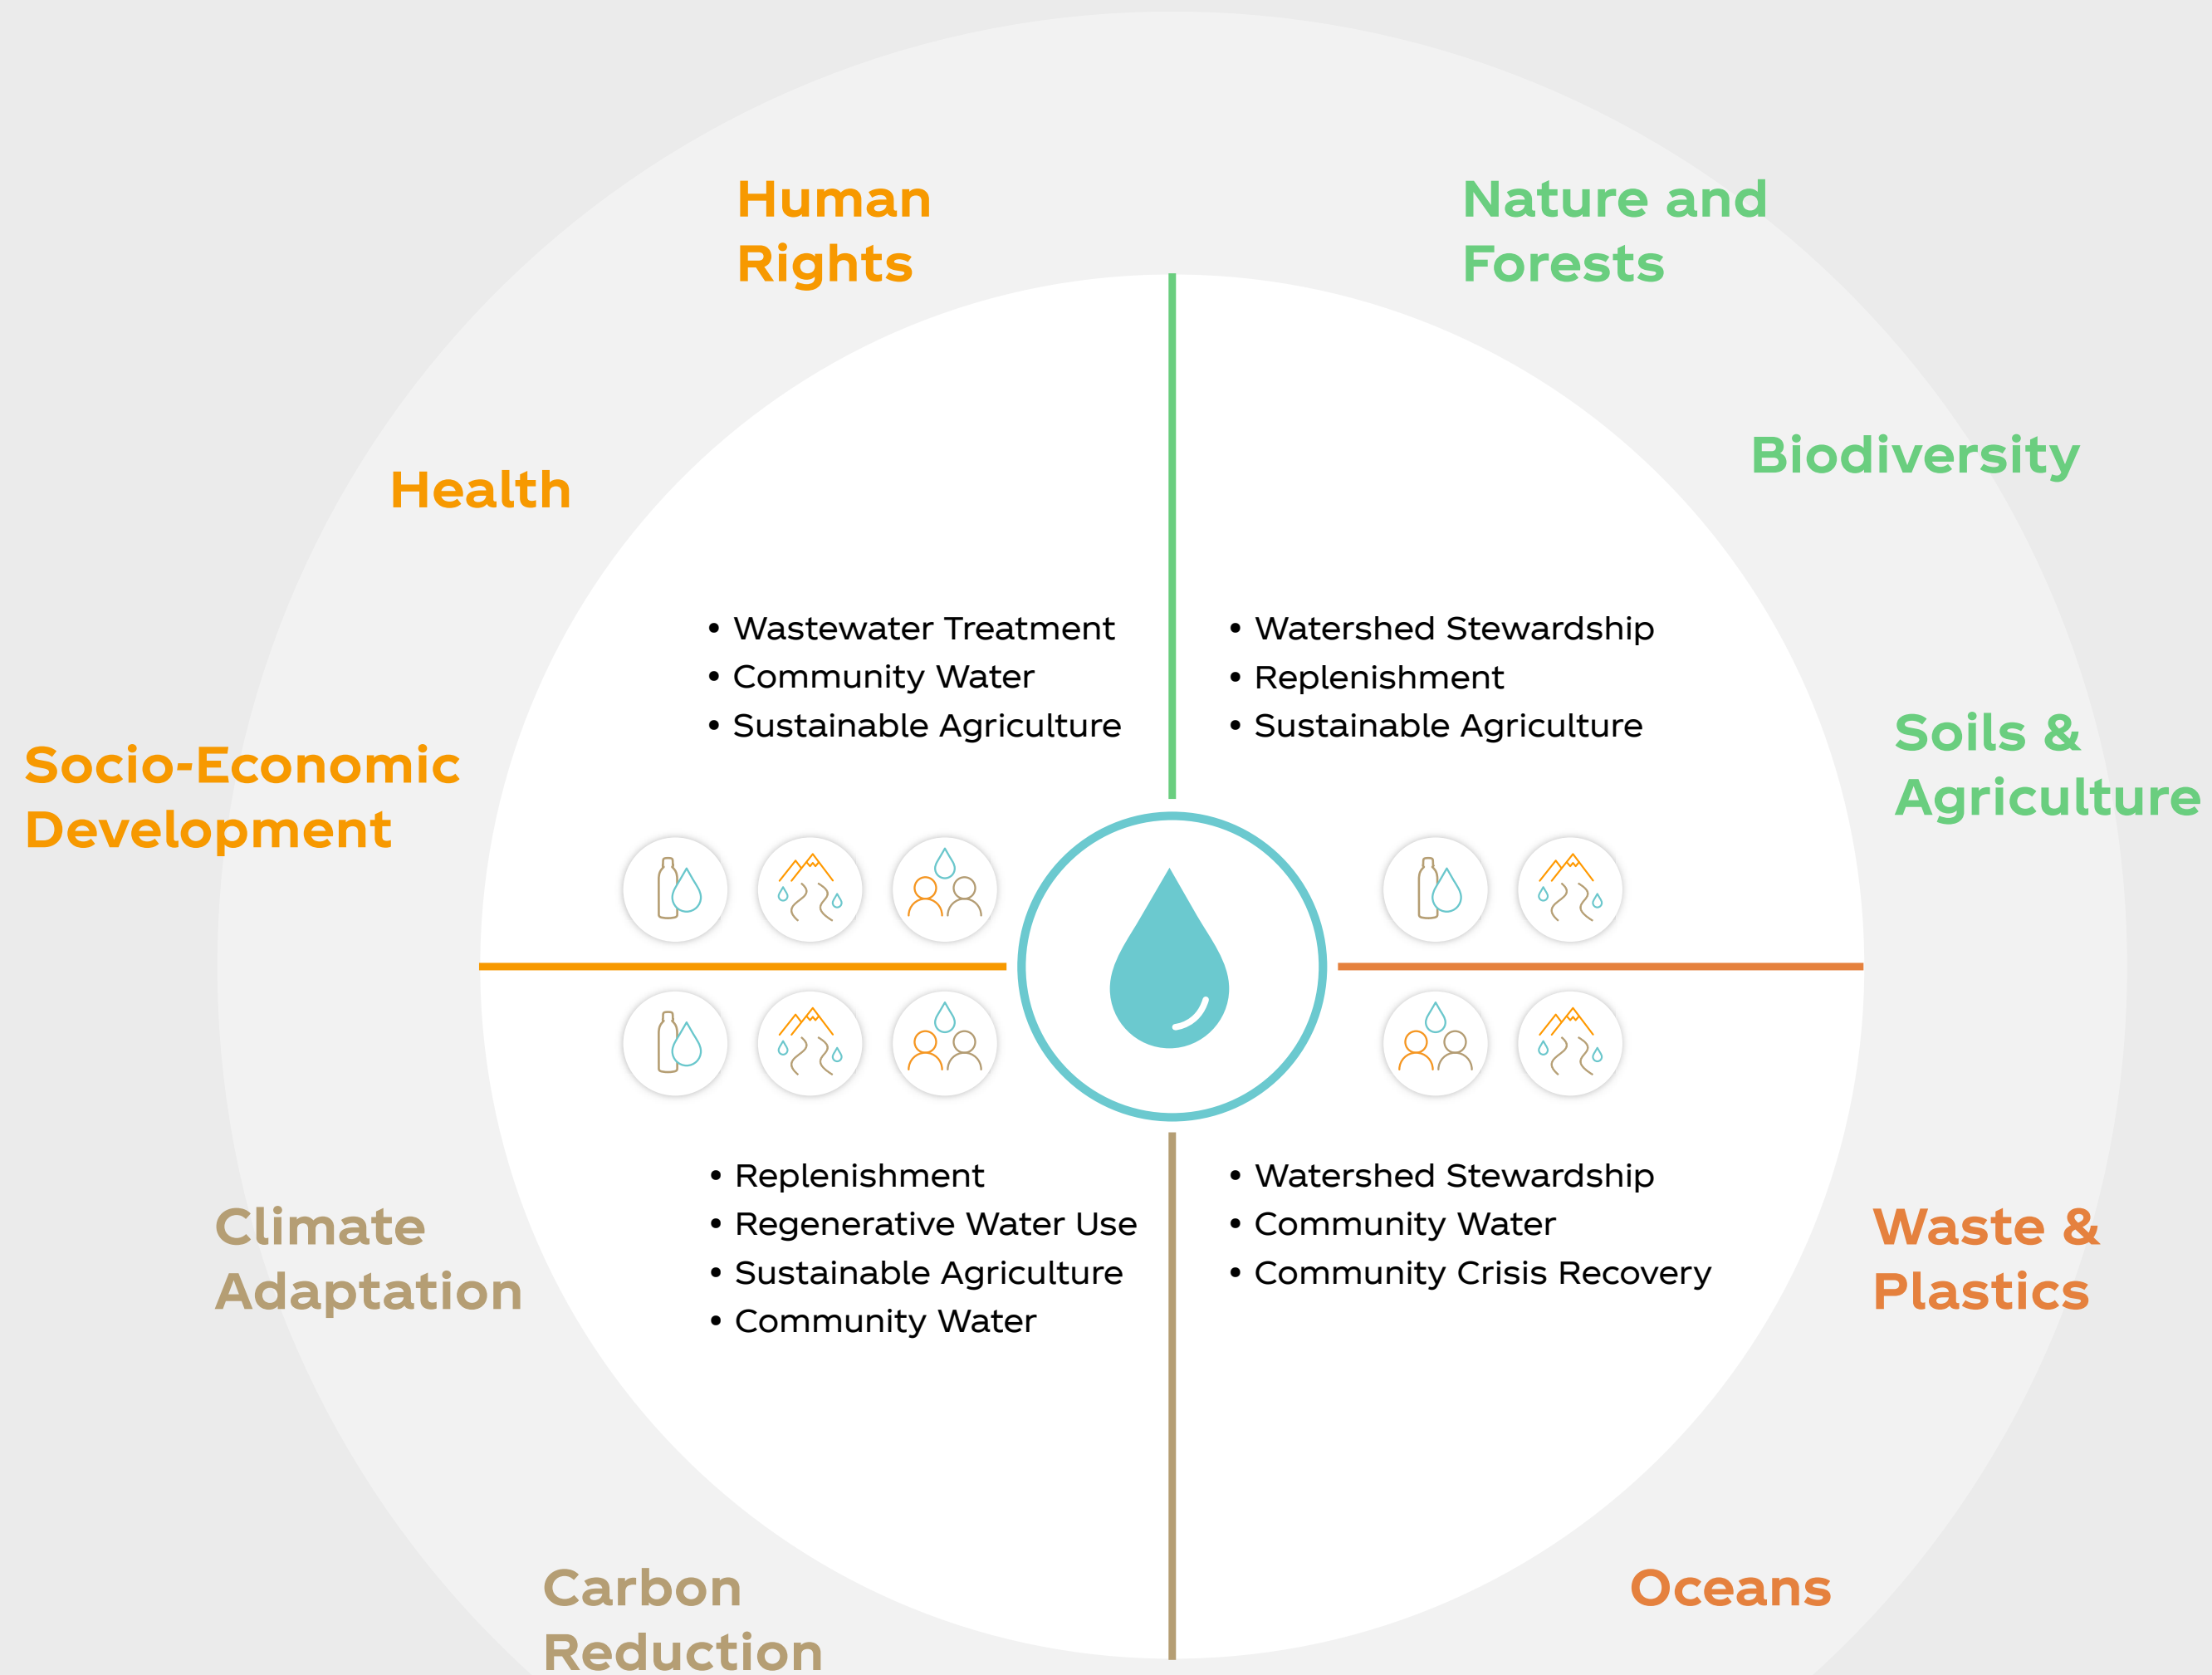 Human
Rights
Nature and
Forests
Health
Biodiversity
Socio-Economic
Development
Soils &
Agriculture
• Wastewater Treatment
• Community Water
• Sustainable Agriculture
• Watershed Stewardship
• Replenishment
• Sustainable Agriculture
• Replenishment
• Regenerative Water Use
• Sustainable Agriculture
• Community Water
• Watershed Stewardship
• Community Water
• Community Crisis Recovery
Climate
Adaptation
Waste &
Plastics
Carbon
Reduction
Oceans